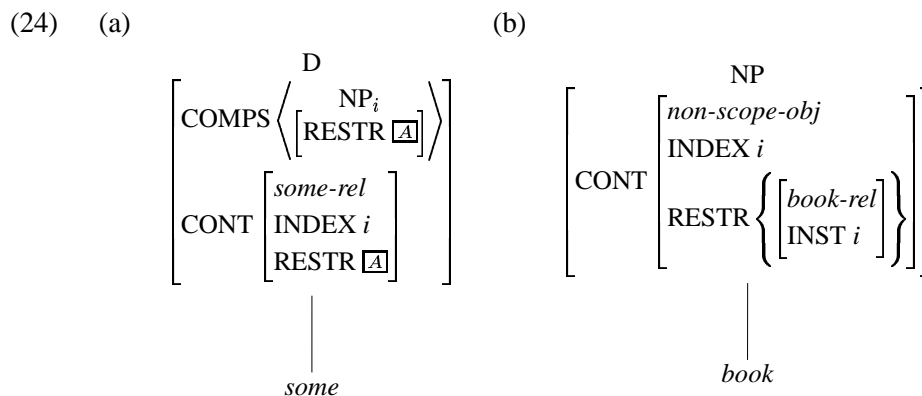 (24) (a) (b)
D
COMPS ⟨ NPi
[RESTR A] ⟩
CONT [some-rel
INDEX i
RESTR A]
some
NP
CONT [non-scope-obj
INDEX i
RESTR { [book-rel
INST i] } ]
book